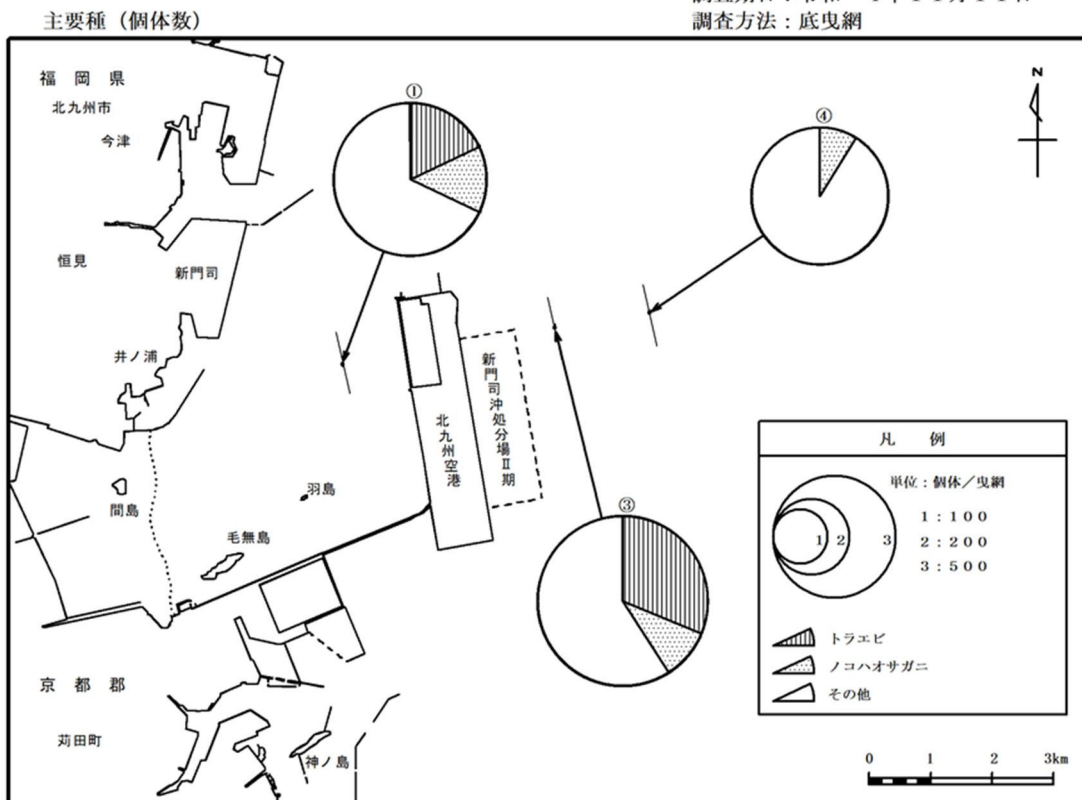 主要種（個体数）
調査方法：底曳網
福岡県
北九州市
今津
恒見
新門司
井ノ浦
間島
羽島
毛無島
北九州空港
新門司沖処分場Ⅱ期
京都郡
苅田町
神ノ島
①
④
③
N
凡例
単位：個体／曳網
1 2 3
1：100
2：200
3：500
トラエビ
ノコハオサガニ
その他
0 1 2 3km